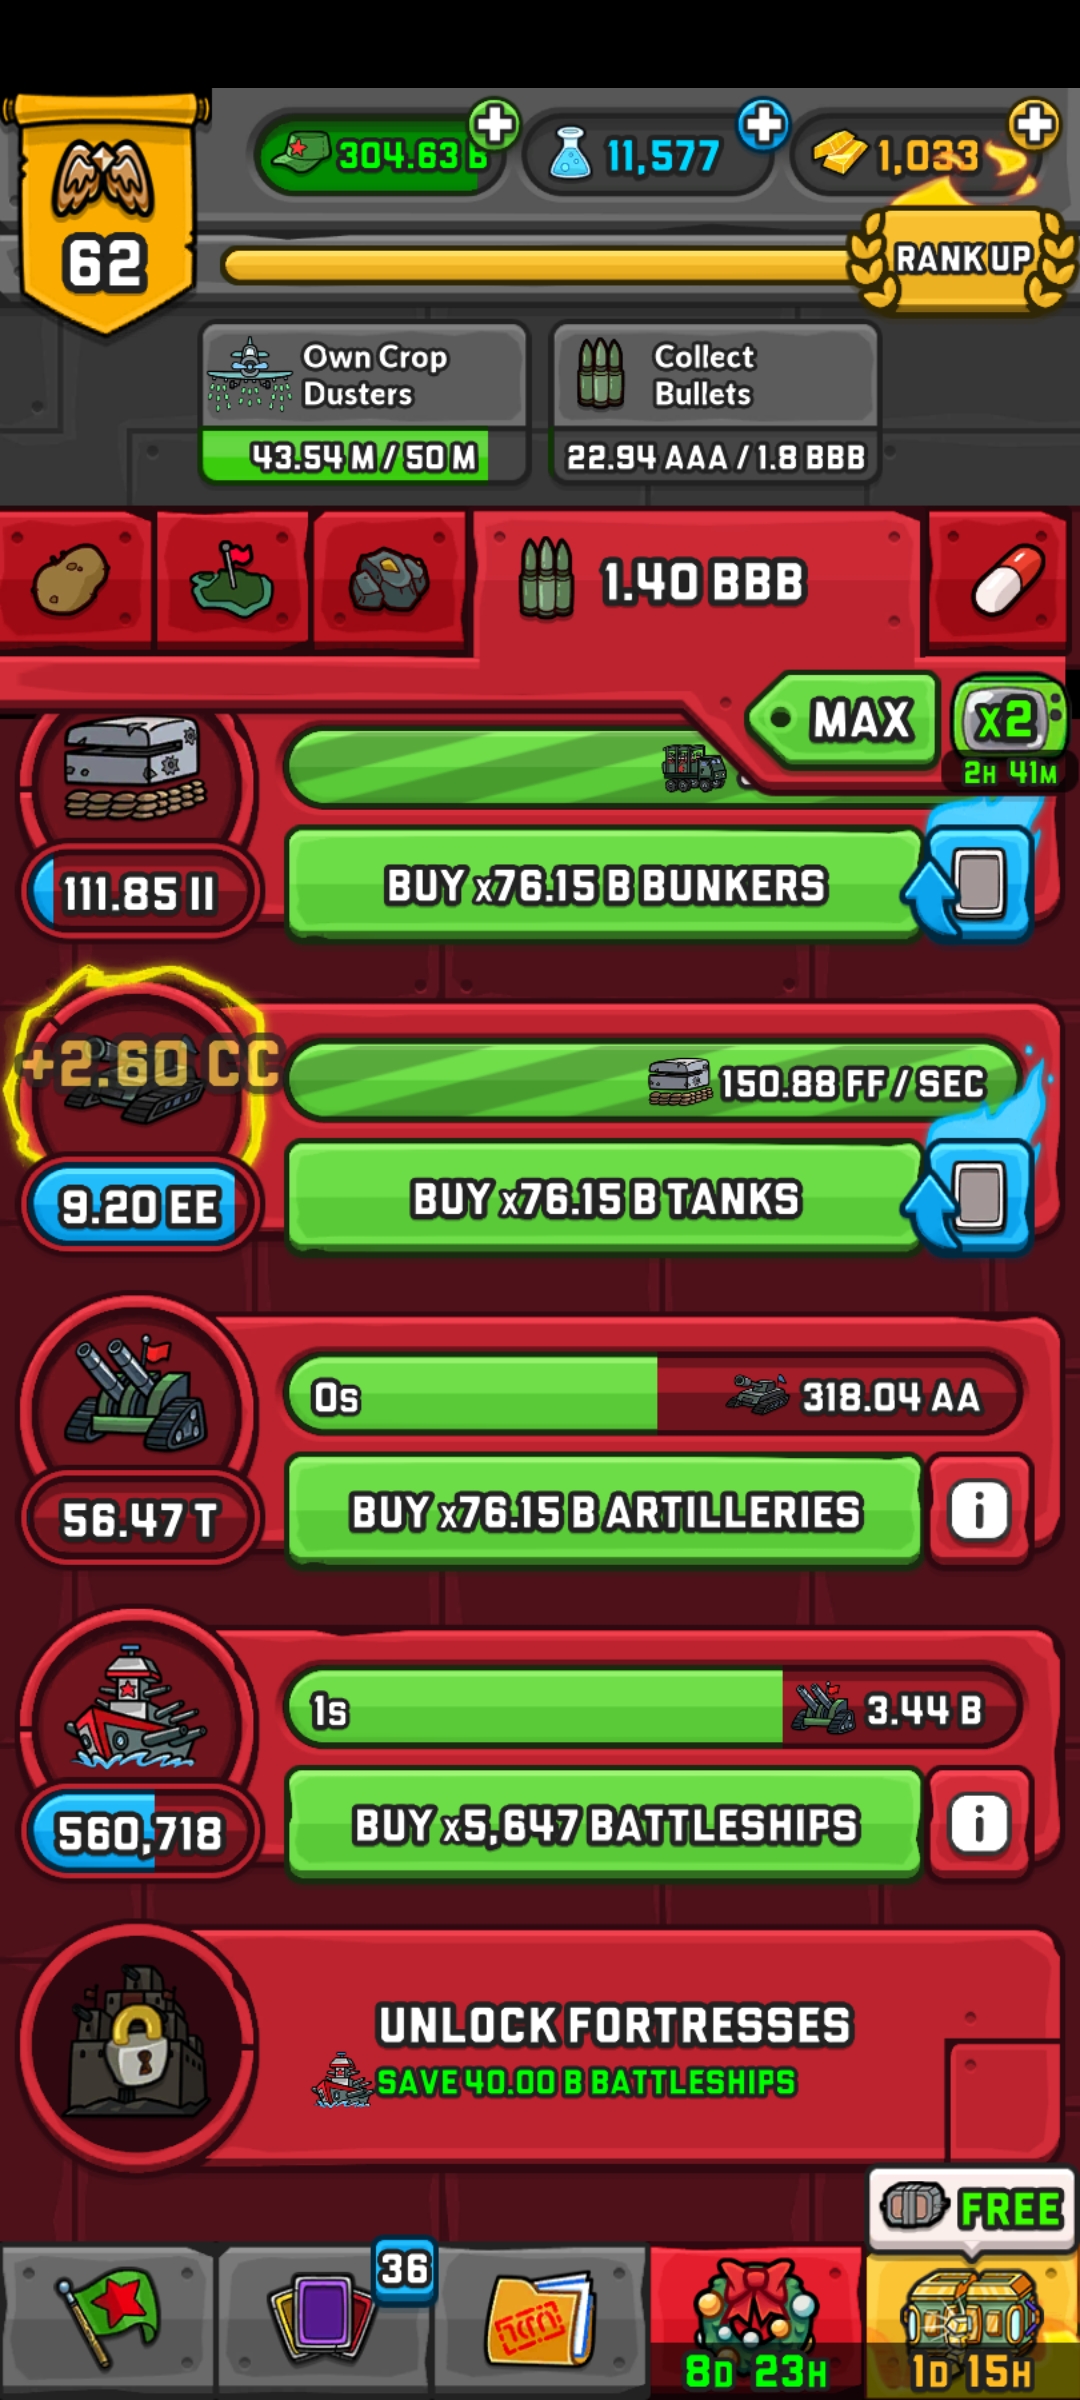 304.63 B
11,577
1,033
62
RANK UP
Own Crop
Dusters
43.54 M / 50 M
Collect
Bullets
22.94 AAA / 1.8 BBB
1.40 BBB
MAX
x2
2H 41M
111.85 II
BUY x76.15 B BUNKERS
+2.60 CC
150.88 FF / SEC
9.20 EE
BUY x76.15 B TANKS
0s
318.04 AA
56.47 T
BUY x76.15 B ARTILLERIES
i
1s
3.44 B
560,718
BUY x5,647 BATTLESHIPS
i
UNLOCK FORTRESSES
SAVE 40.00 B BATTLESHIPS
FREE
36
8D 23H
1D 15H